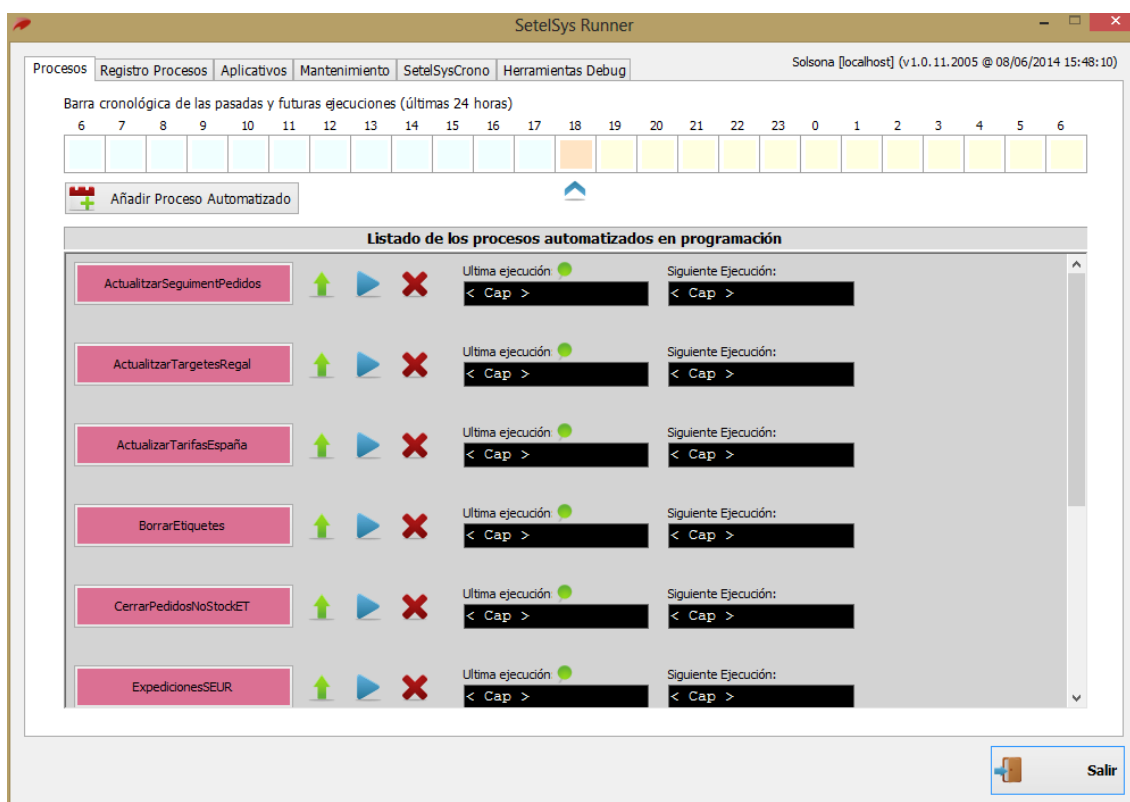 SetelSys Runner
Procesos Registro Procesos Aplicativos Mantenimiento SetelSysCrono Herramientas Debug
Solsona [localhost] (v1.0.11.2005 @ 08/06/2014 15:48:10)
Barra cronológica de las pasadas y futuras ejecuciones (últimas 24 horas)
6 7 8 9 10 11 12 13 14 15 16 17 18 19 20 21 22 23 0 1 2 3 4 5 6
Añadir Proceso Automatizado
Listado de los procesos automatizados en programación
Ultima ejecución: Siguiente Ejecución:
ActualitzarSeguimentPedidos
< Cap > < Cap >
Ultima ejecución: Siguiente Ejecución:
ActualitzarTargetesRegal
< Cap > < Cap >
Ultima ejecución: Siguiente Ejecución:
ActualizarTarifasEspaña
< Cap > < Cap >
Ultima ejecución: Siguiente Ejecución:
BorrarEtiquetes
< Cap > < Cap >
Ultima ejecución: Siguiente Ejecución:
CerrarPedidosNoStockET
< Cap > < Cap >
Ultima ejecución: Siguiente Ejecución:
ExpedicionesSEUR
< Cap > < Cap >
Salir